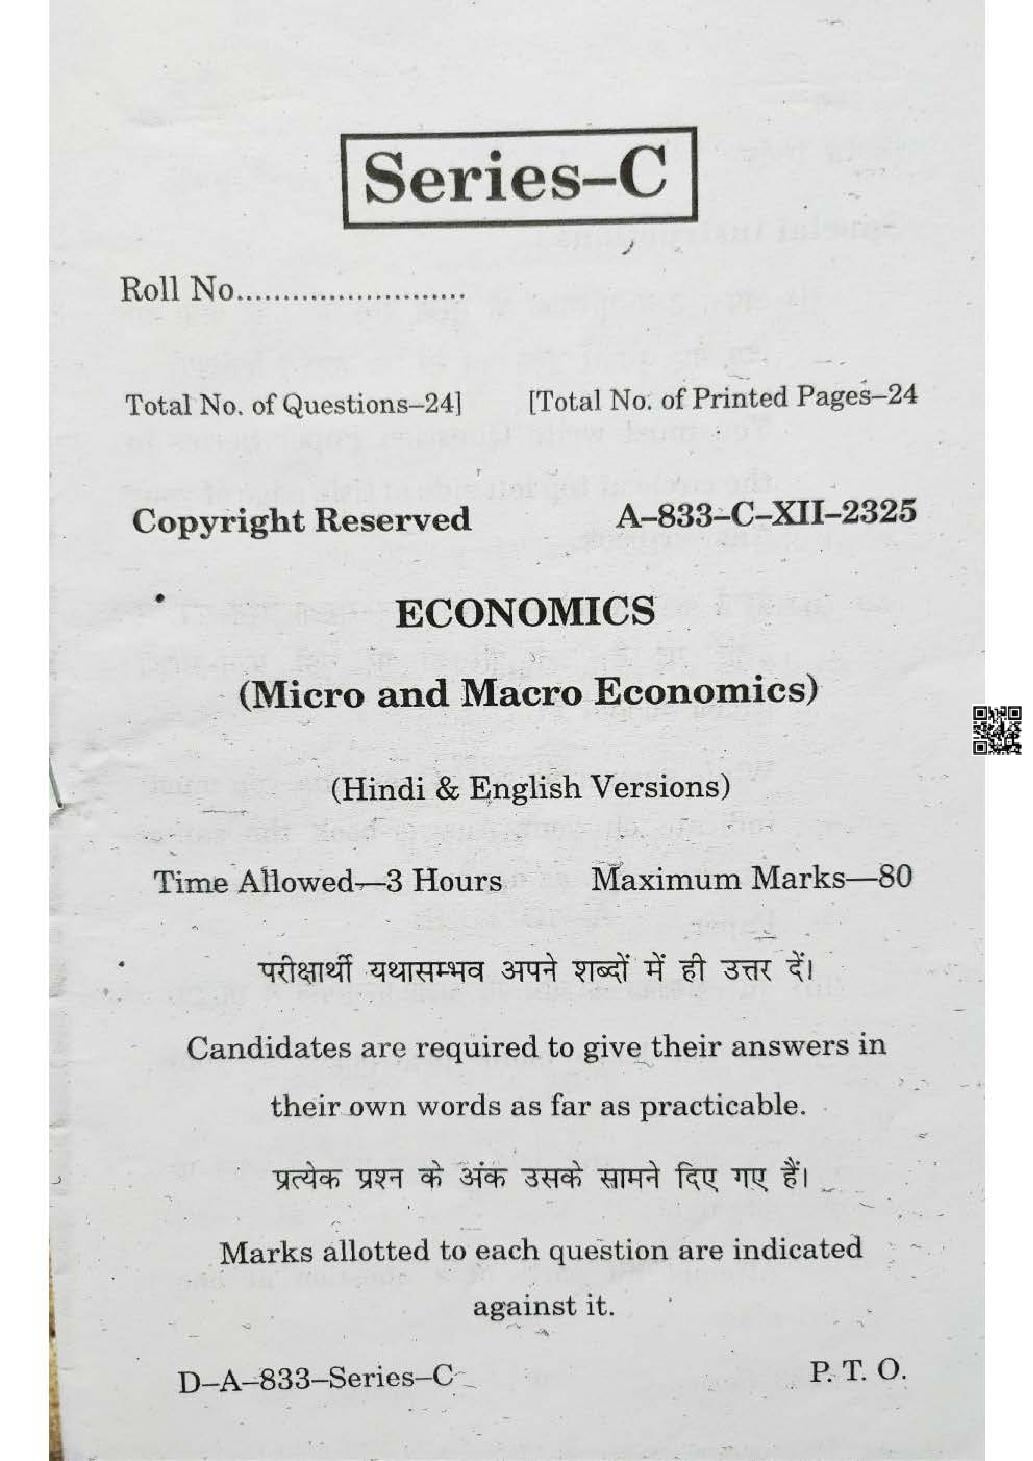 Series–C
Roll No.........................
Total No. of Questions–24] [Total No. of Printed Pages–24
Copyright Reserved A–833–C–XII–2325
ECONOMICS
(Micro and Macro Economics)
(Hindi & English Versions)
Time Allowed—3 Hours Maximum Marks—80
परीक्षार्थी यथासम्भव अपने शब्दों में ही उत्तर दें।
Candidates are required to give their answers in
their own words as far as practicable.
प्रत्येक प्रश्न के अंक उसके सामने दिए गए हैं।
Marks allotted to each question are indicated
against it.
D–A–833–Series–C P. T. O.